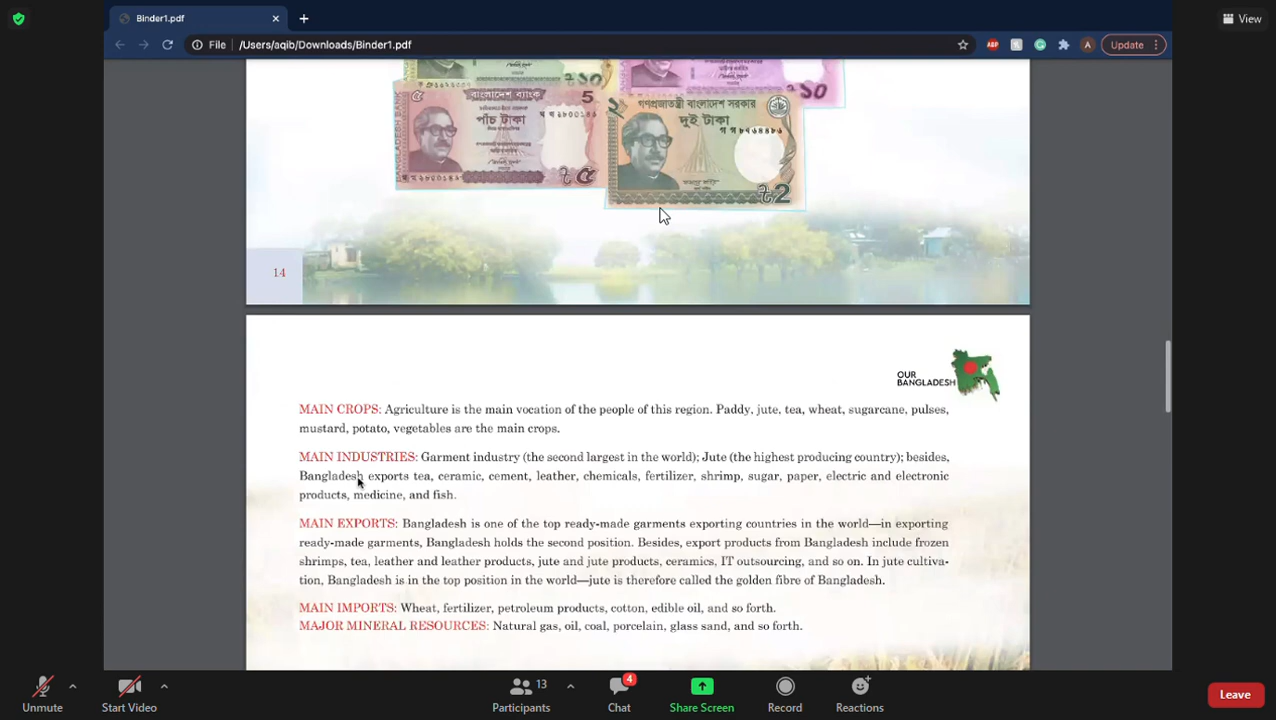 Binder1.pdf
View
File
/Users/aqib/Downloads/Binder1.pdf
ABP
A
Update
৳১০
৫
বাংলাদেশ ব্যাংক
5
BANGLADESH BANK
পাঁচ টাকা
৳৫
২
গণপ্রজাতন্ত্রী বাংলাদেশ সরকার
দুই টাকা
৳2
14
OUR
BANGLADESH
MAIN CROPS: Agriculture is the main vocation of the people of this region. Paddy, jute, tea, wheat, sugarcane, pulses,
mustard, potato, vegetables are the main crops.
MAIN INDUSTRIES: Garment industry (the second largest in the world); Jute (the highest producing country); besides,
Bangladesh exports tea, ceramic, cement, leather, chemicals, fertilizer, shrimp, sugar, paper, electric and electronic
products, medicine, and fish.
MAIN EXPORTS: Bangladesh is one of the top ready-made garments exporting countries in the world—in exporting
ready-made garments, Bangladesh holds the second position. Besides, export products from Bangladesh include frozen
shrimps, tea, leather and leather products, jute and jute products, ceramics, IT outsourcing, and so on. In jute cultiva-
tion, Bangladesh is in the top position in the world—jute is therefore called the golden fibre of Bangladesh.
MAIN IMPORTS: Wheat, fertilizer, petroleum products, cotton, edible oil, and so forth.
MAJOR MINERAL RESOURCES: Natural gas, oil, coal, porcelain, glass sand, and so forth.
13
4
Unmute
Start Video
Participants
Chat
Share Screen
Record
Reactions
Leave